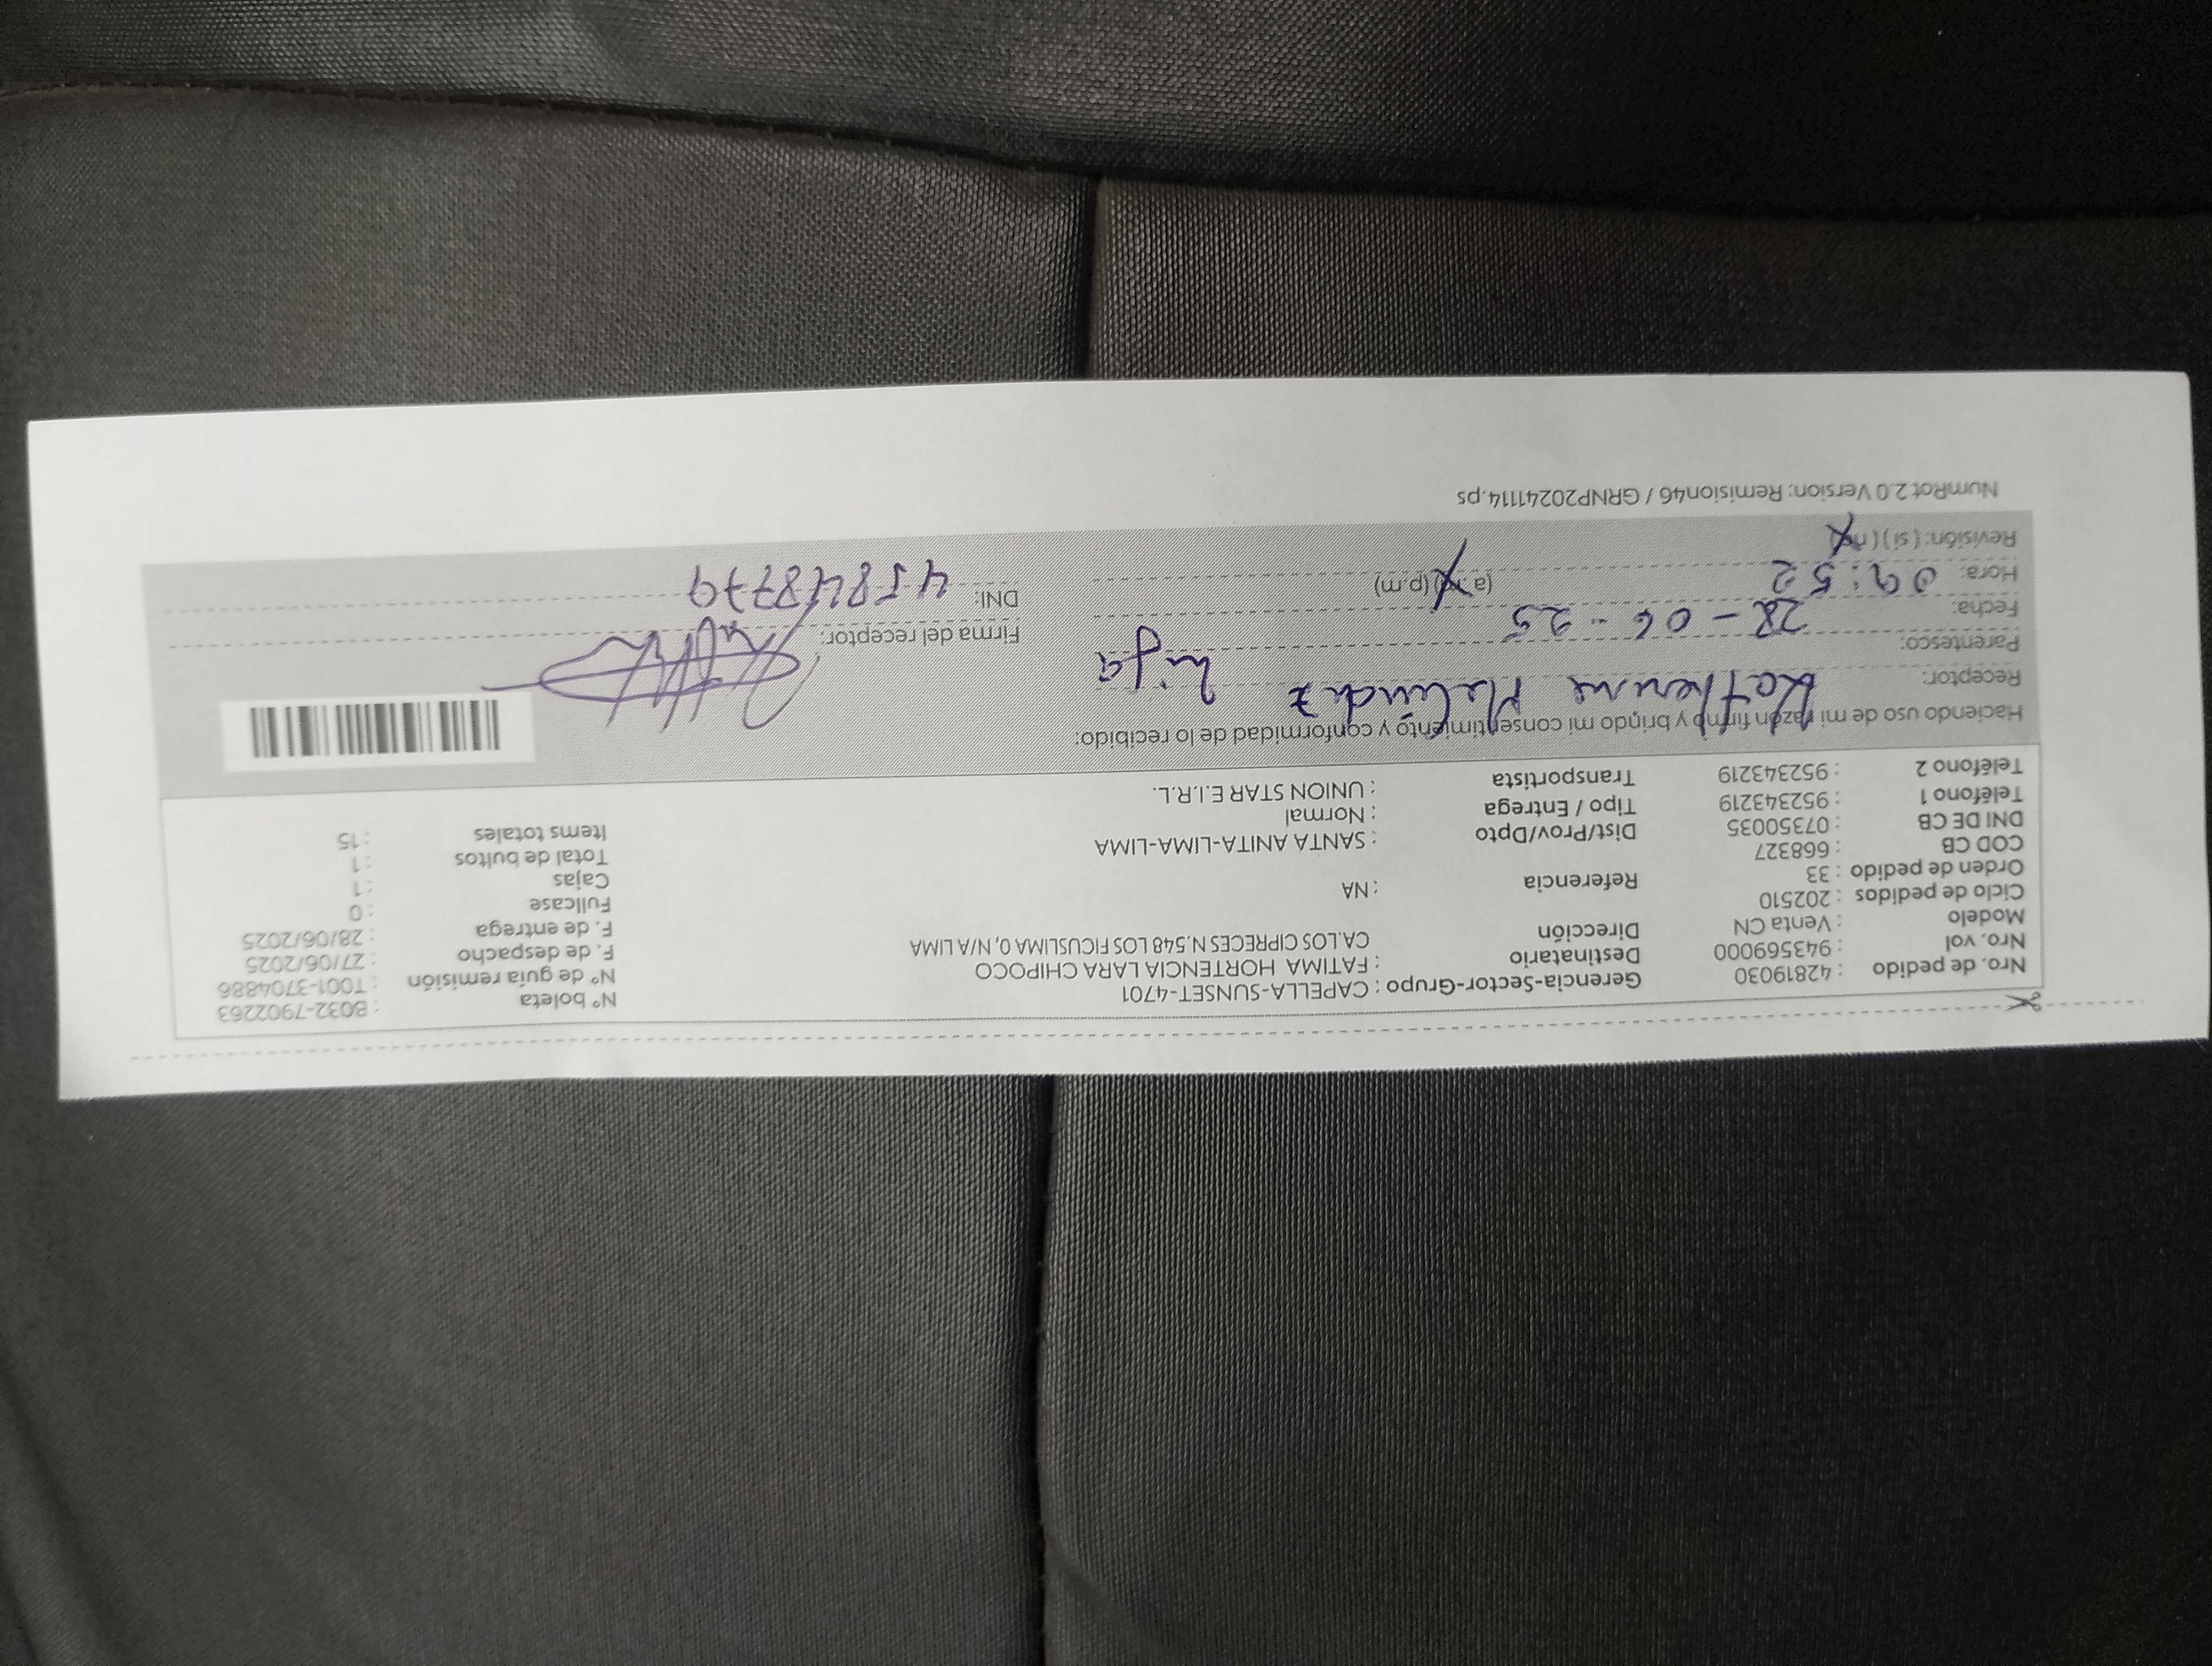 Nro. de pedido : 42819030 Gerencia-Sector-Grupo : CAPELLA-SUNSET-4701 N° boleta : B032-7902263
Nro. vol : 943569000 Destinatario : FATIMA HORTENCIA LARA CHIPOCO N° de guía remisión : T001-3704886
Modelo : Venta CN Dirección CA.LOS CIPRECES N.548 LOS FICUSLIMA 0, N/A LIMA F. de despacho : 27/06/2025
Ciclo de pedidos : 202510 F. de entrega : 28/06/2025
Orden de pedido : 33 Referencia : NA Fullcase : 0
COD CB : 668327 Cajas : 1
DNI DE CB : 07350035 Dist/Prov/Dpto : SANTA ANITA-LIMA-LIMA Total de bultos : 1
Teléfono 1 : 952343219 Tipo / Entrega : Normal Items totales : 15
Teléfono 2 : 952343219 Transportista : UNION STAR E.I.R.L.
Haciendo uso de mi razón firmo y brindo mi consentimiento y conformidad de lo recibido:
Receptor: Katherine
Parentesco: hija Firma del receptor:
Fecha: 28 - 06 - 25
Hora: 09:52 (a.m) (p.m) DNI: 45848779
Revisión: (si) (no)
NumRot 2.0 Version: Remision46 / GRNP20241114.ps